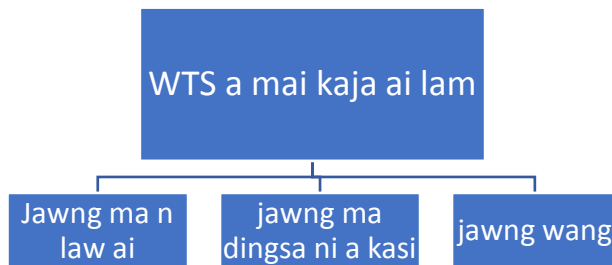 WTS a mai kaja ai lam
Jawng ma n
law ai
jawng ma
dingsa ni a kasi
jawng wang